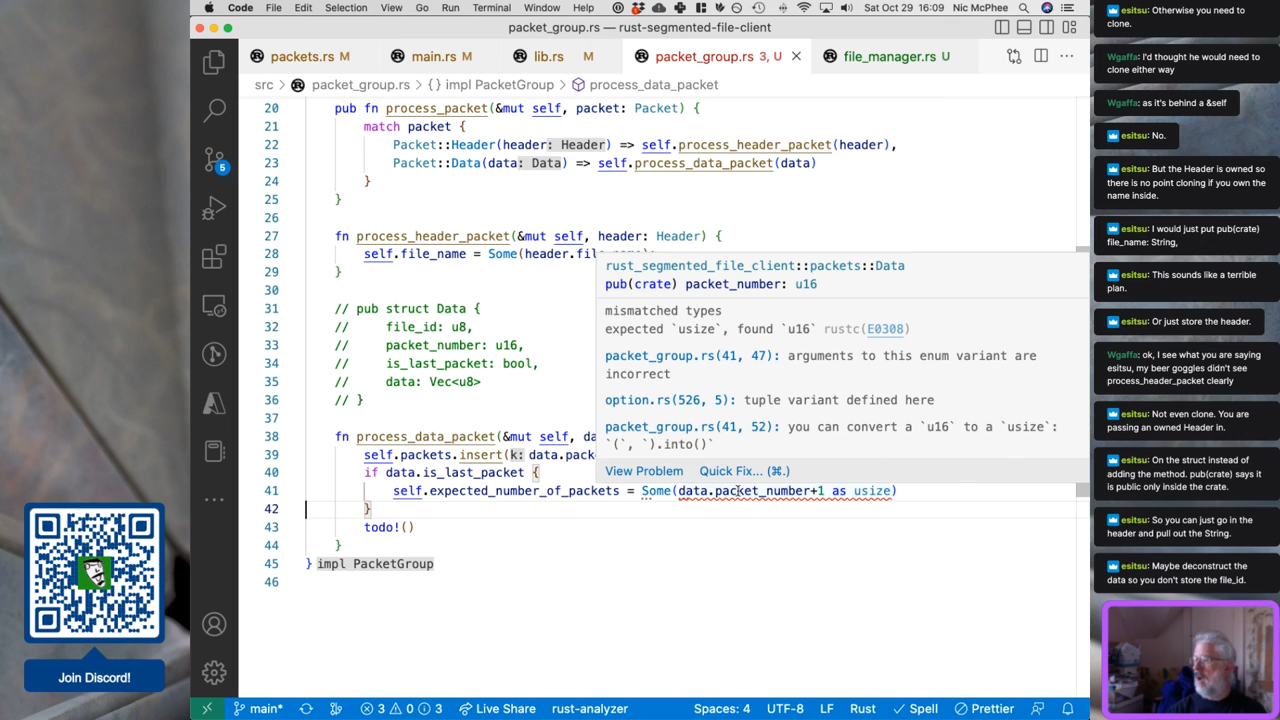 Code File Edit Selection View Go Run Terminal Window Help Sat Oct 29 16:09 Nic McPhee
packet_group.rs — rust-segmented-file-client
packets.rs M main.rs M lib.rs M packet_group.rs 3, U file_manager.rs U
src > packet_group.rs > {} impl PacketGroup > process_data_packet
20 pub fn process_packet(&mut self, packet: Packet) {
21 match packet {
22 Packet::Header(header: Header) => self.process_header_packet(header),
23 Packet::Data(data: Data) => self.process_data_packet(data)
24 }
25 }
26
27 fn process_header_packet(&mut self, header: Header) {
28 self.file_name = Some(header.fil
29 }
30
31 // pub struct Data {
32 // file_id: u8,
33 // packet_number: u16,
34 // is_last_packet: bool,
35 // data: Vec<u8>
36 // }
37
38 fn process_data_packet(&mut self, da
39 self.packets.insert(k: data.pack
40 if data.is_last_packet {
41 self.expected_number_of_packets = Some(data.packet_number+1 as usize)
42 }
43 todo!()
44 }
45 } impl PacketGroup
46
rust_segmented_file_client::packets::Data
pub(crate) packet_number: u16
mismatched types
expected `usize`, found `u16` rustc(E0308)
packet_group.rs(41, 47): arguments to this enum variant are
incorrect
option.rs(526, 5): tuple variant defined here
packet_group.rs(41, 52): you can convert a `u16` to a `usize`:
`(`, `).into()`
View Problem Quick Fix... (⌘.)
5
main* 3 0 3 Live Share rust-analyzer Spaces: 4 UTF-8 LF Rust Spell Prettier
Join Discord!
esitsu: Otherwise you need to
clone.
Wgaffa: I'd thought he would need to
clone either way
Wgaffa: as it's behind a &self
esitsu: No.
esitsu: But the Header is owned so
there is no point cloning if you own the
name inside.
esitsu: I would just put pub(crate)
file_name: String,
esitsu: This sounds like a terrible
plan.
esitsu: Or just store the header.
Wgaffa: ok, I see what you are saying
esitsu, my beer goggles didn't see
process_header_packet clearly
esitsu: Not even clone. You are
passing an owned Header in.
esitsu: On the struct instead of
adding the method. pub(crate) says it
is public only inside the crate.
esitsu: So you can just go in the
header and pull out the String.
esitsu: Maybe deconstruct the
data so you don't store the file_id.